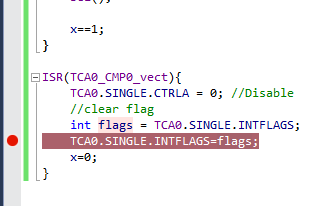 x==1;
}
ISR(TCA0_CMP0_vect){
TCA0.SINGLE.CTRLA = 0; //Disable
//clear flag
int flags = TCA0.SINGLE.INTFLAGS;
TCA0.SINGLE.INTFLAGS=flags;
x=0;
}